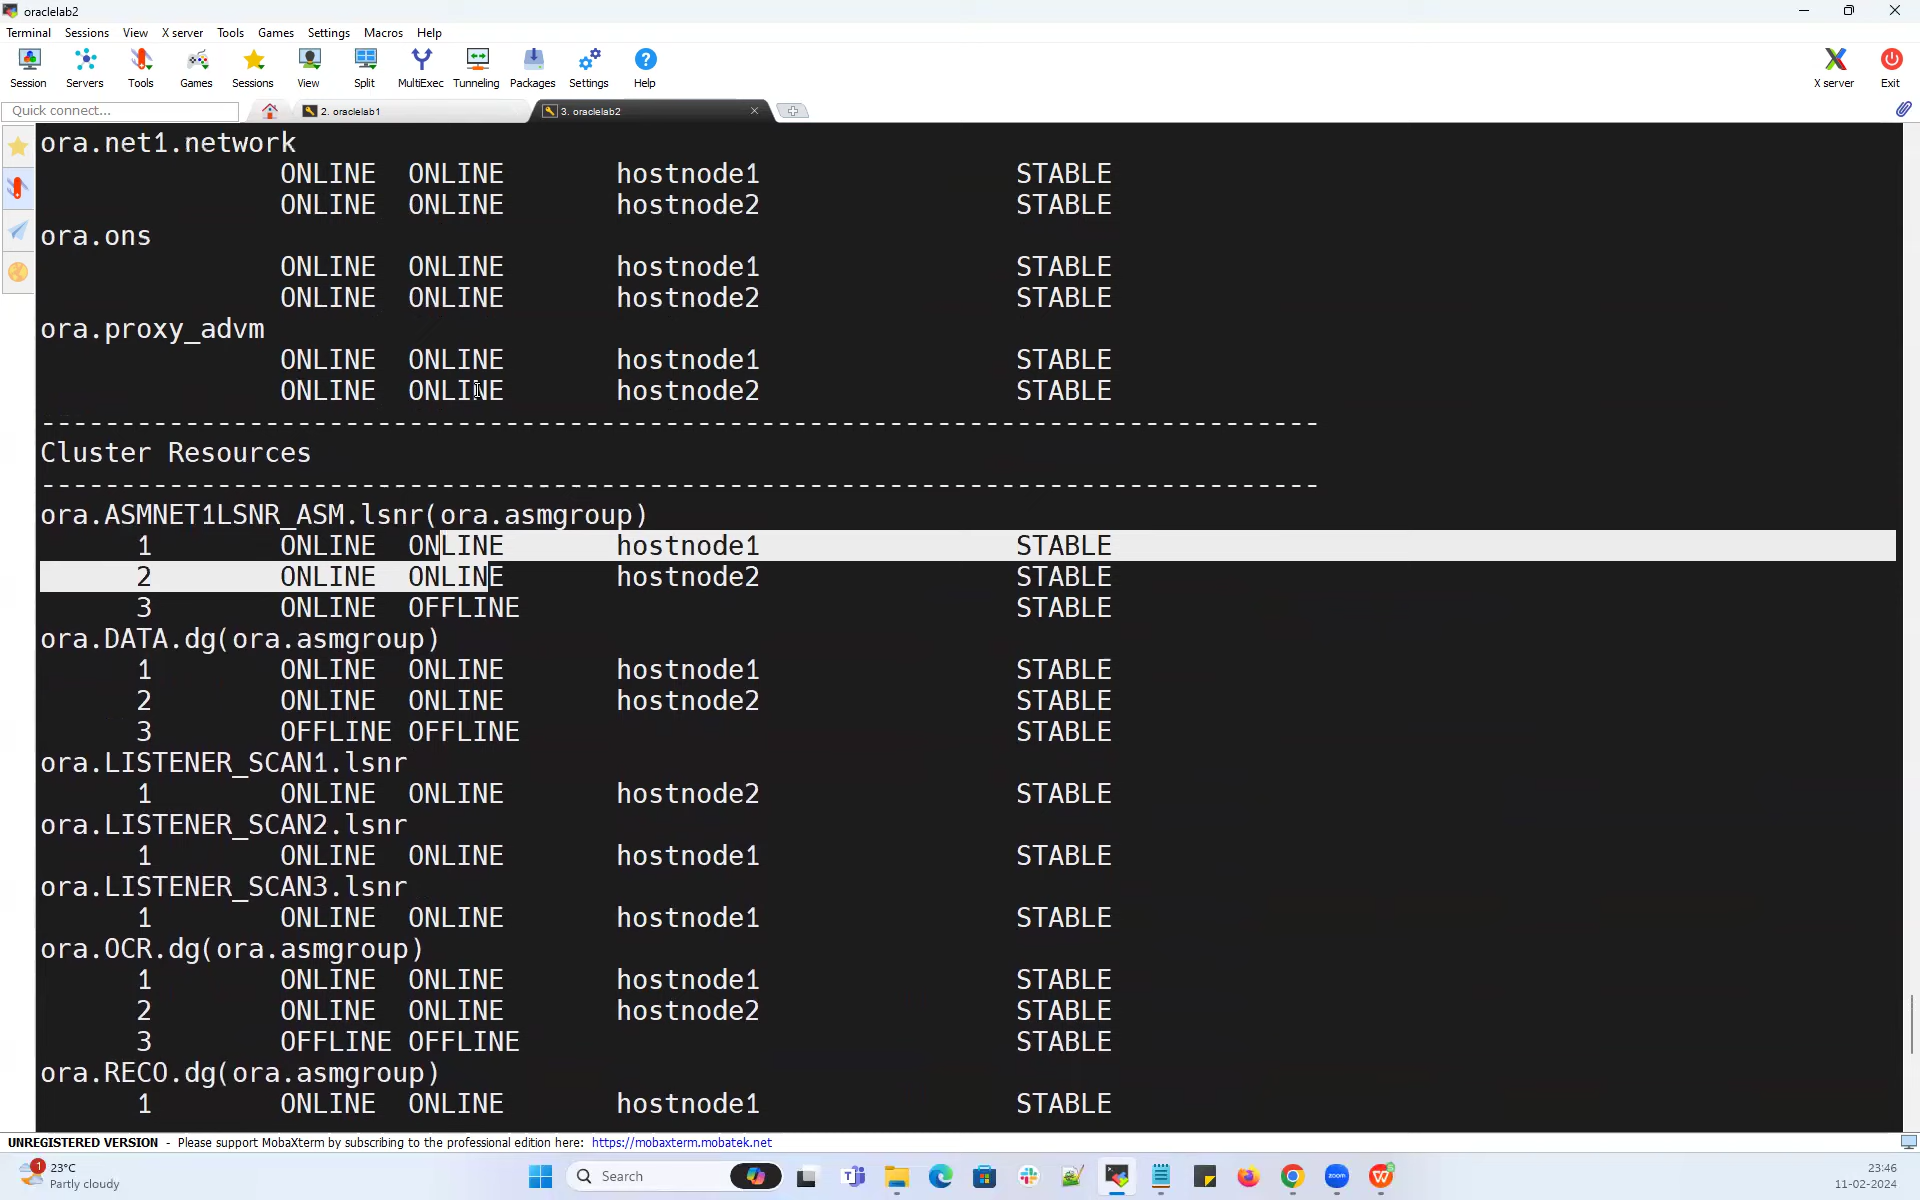 oraclelab2
Terminal Sessions View X server Tools Games Settings Macros Help
Session Servers Tools Games Sessions View Split MultiExec Tunneling Packages Settings Help X server Exit
Quick connect... 2. oraclelab1 3. oraclelab2
ora.net1.network
ONLINE ONLINE hostnode1 STABLE
ONLINE ONLINE hostnode2 STABLE
ora.ons
ONLINE ONLINE hostnode1 STABLE
ONLINE ONLINE hostnode2 STABLE
ora.proxy_advm
ONLINE ONLINE hostnode1 STABLE
ONLINE ONLINE hostnode2 STABLE
--------------------------------------------------------------------------------
Cluster Resources
--------------------------------------------------------------------------------
ora.ASMNET1LSNR_ASM.lsnr(ora.asmgroup)
1 ONLINE ONLINE hostnode1 STABLE
2 ONLINE ONLINE hostnode2 STABLE
3 ONLINE OFFLINE STABLE
ora.DATA.dg(ora.asmgroup)
1 ONLINE ONLINE hostnode1 STABLE
2 ONLINE ONLINE hostnode2 STABLE
3 OFFLINE OFFLINE STABLE
ora.LISTENER_SCAN1.lsnr
1 ONLINE ONLINE hostnode2 STABLE
ora.LISTENER_SCAN2.lsnr
1 ONLINE ONLINE hostnode1 STABLE
ora.LISTENER_SCAN3.lsnr
1 ONLINE ONLINE hostnode1 STABLE
ora.OCR.dg(ora.asmgroup)
1 ONLINE ONLINE hostnode1 STABLE
2 ONLINE ONLINE hostnode2 STABLE
3 OFFLINE OFFLINE STABLE
ora.RECO.dg(ora.asmgroup)
1 ONLINE ONLINE hostnode1 STABLE
UNREGISTERED VERSION - Please support MobaXterm by subscribing to the professional edition here: https://mobaxterm.mobatek.net
1 23°C
Partly cloudy
Search
zoom
23:46
11-02-2024